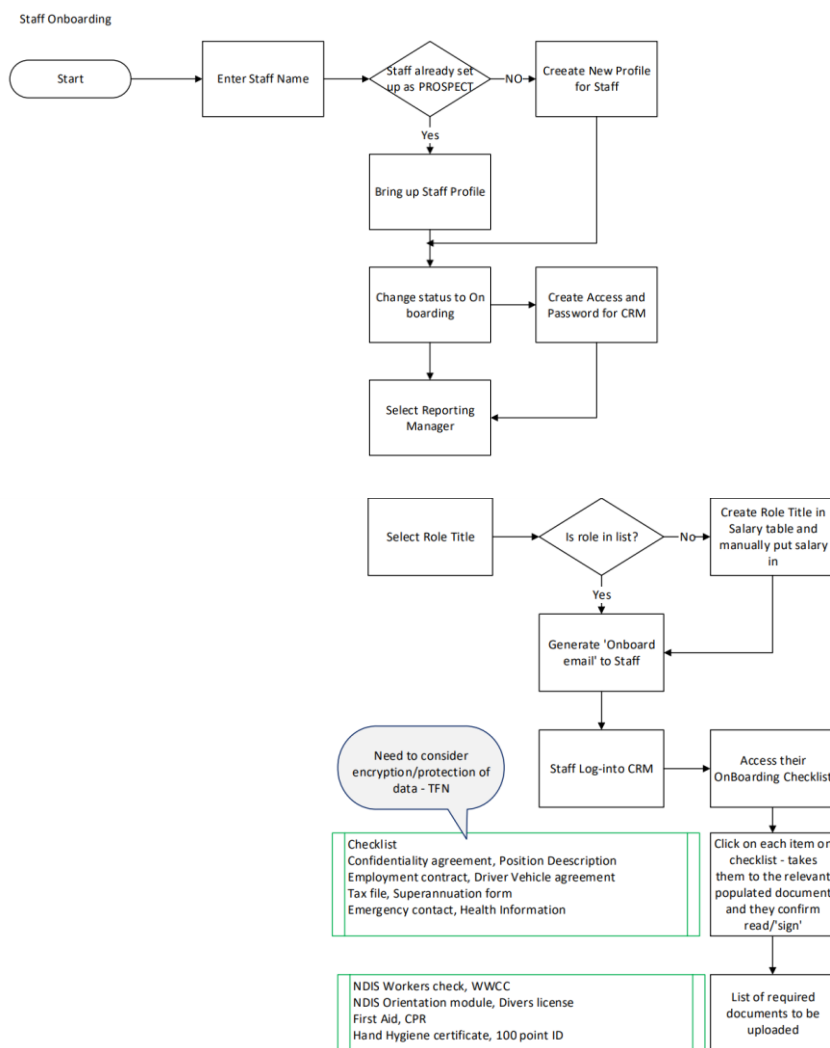 Staff Onboarding
Start
Enter Staff Name
Staff already set
up as PROSPECT
NO
Creeate New Profile
for Staff
Yes
Bring up Staff Profile
Change status to On
boarding
Create Access and
Password for CRM
Select Reporting
Manager
Select Role Title
Is role in list?
No
Create Role Title in
Salary table and
manually put salary
in
Yes
Generate 'Onboard
email' to Staff
Need to consider
encryption/protection of
data - TFN
Staff Log-into CRM
Access their
OnBoarding Checklist
Checklist
Confidentiality agreement, Position Deescription
Employment contract, Driver Vehicle agreement
Tax file, Superannuation form
Emergency contact, Health Information
Click on each item on
checklist - takes
them to the relevant
populated document
and they confirm
read/'sign'
NDIS Workers check, WWCC
NDIS Orientation module, Divers license
First Aid, CPR
Hand Hygiene certificate, 100 point ID
List of required
documents to be
uploaded